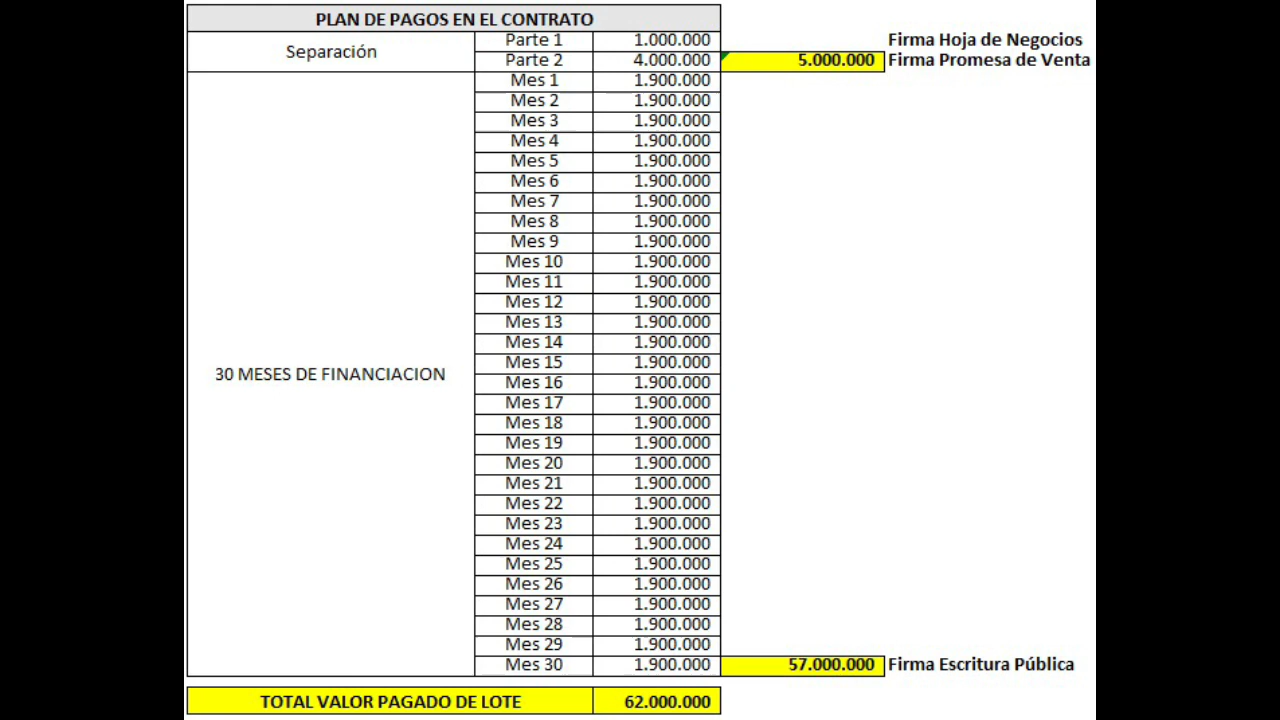 PLAN DE PAGOS EN EL CONTRATO
Separación
Parte 1 1.000.000 Firma Hoja de Negocios
Parte 2 4.000.000 5.000.000 Firma Promesa de Venta
Mes 1 1.900.000
Mes 2 1.900.000
Mes 3 1.900.000
Mes 4 1.900.000
Mes 5 1.900.000
Mes 6 1.900.000
Mes 7 1.900.000
Mes 8 1.900.000
Mes 9 1.900.000
Mes 10 1.900.000
Mes 11 1.900.000
Mes 12 1.900.000
Mes 13 1.900.000
Mes 14 1.900.000
Mes 15 1.900.000
30 MESES DE FINANCIACION
Mes 16 1.900.000
Mes 17 1.900.000
Mes 18 1.900.000
Mes 19 1.900.000
Mes 20 1.900.000
Mes 21 1.900.000
Mes 22 1.900.000
Mes 23 1.900.000
Mes 24 1.900.000
Mes 25 1.900.000
Mes 26 1.900.000
Mes 27 1.900.000
Mes 28 1.900.000
Mes 29 1.900.000
Mes 30 1.900.000 57.000.000 Firma Escritura Pública
TOTAL VALOR PAGADO DE LOTE 62.000.000